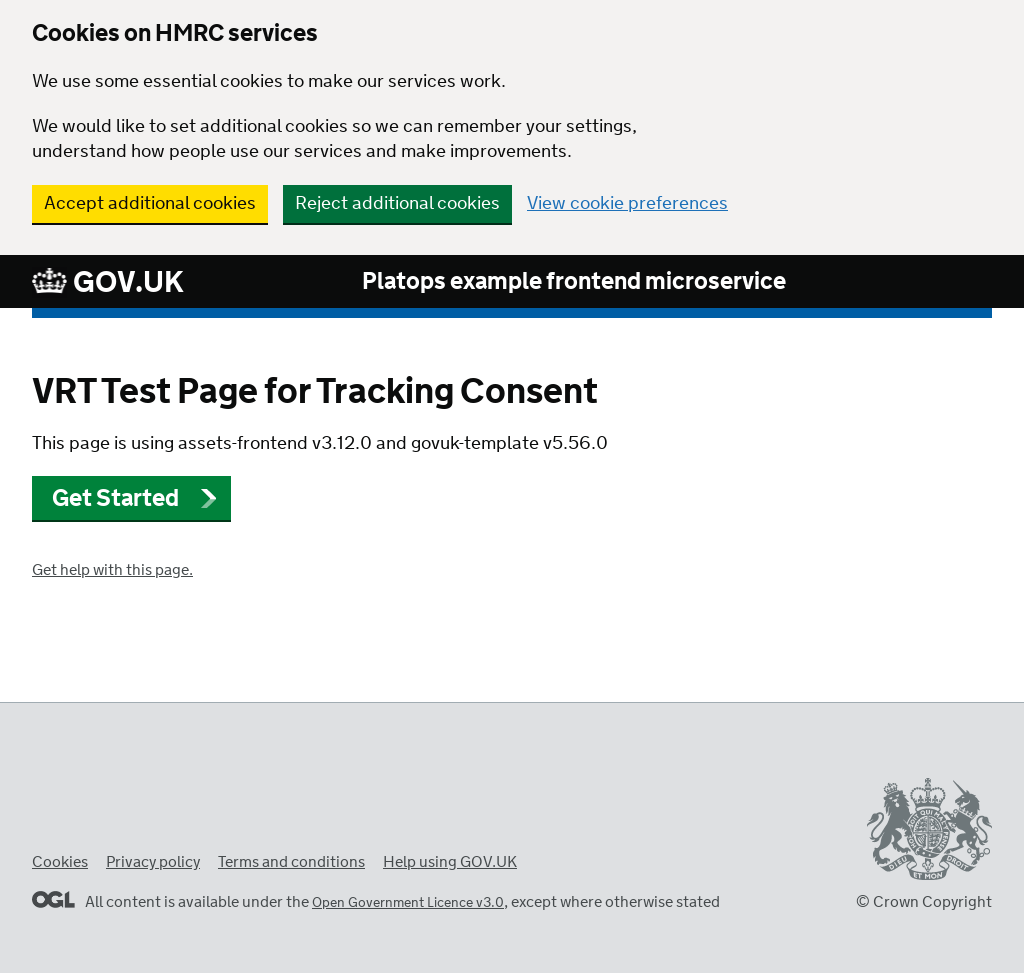 Cookies on HMRC services
We use some essential cookies to make our services work.
We would like to set additional cookies so we can remember your settings,
understand how people use our services and make improvements.
Accept additional cookies
Reject additional cookies
View cookie preferences
GOV.UK
Platops example frontend microservice
VRT Test Page for Tracking Consent
This page is using assets-frontend v3.12.0 and govuk-template v5.56.0
Get Started
Get help with this page.
Cookies
Privacy policy
Terms and conditions
Help using GOV.UK
OGL
All content is available under the Open Government Licence v3.0, except where otherwise stated
DIEU ET MON DROIT
© Crown Copyright